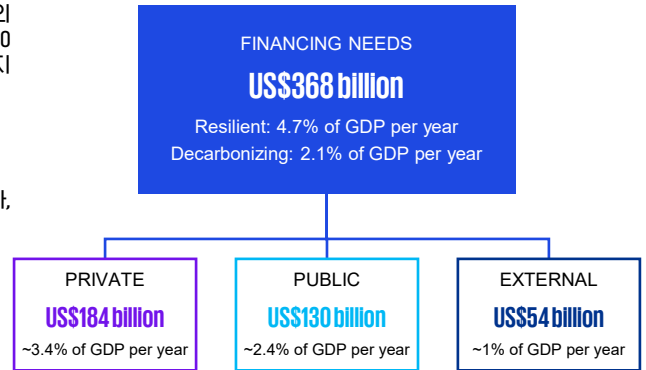 FINANCING NEEDS
US$368 billion
Resilient: 4.7% of GDP per year
Decarbonizing: 2.1% of GDP per year
PRIVATE
US$184 billion
~3.4% of GDP per year
PUBLIC
US$130 billion
~2.4% of GDP per year
EXTERNAL
US$54 billion
~1% of GDP per year